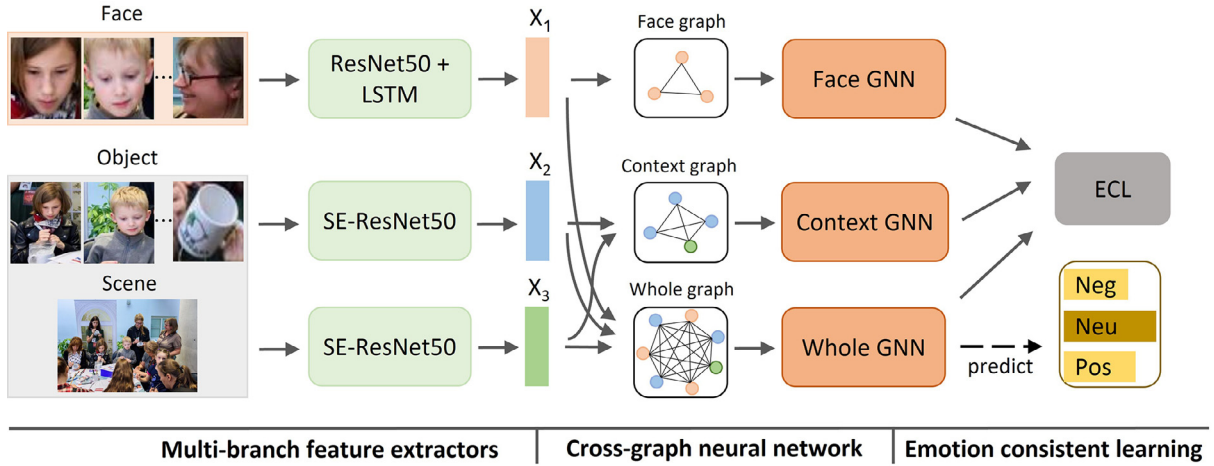 Face
ResNet50 +
LSTM
X1
Face graph
Face GNN
Object
...
SE-ResNet50
X2
Context graph
Context GNN
ECL
Scene
SE-ResNet50
X3
Whole graph
Whole GNN
predict
Neg
Neu
Pos
Multi-branch feature extractors
Cross-graph neural network
Emotion consistent learning